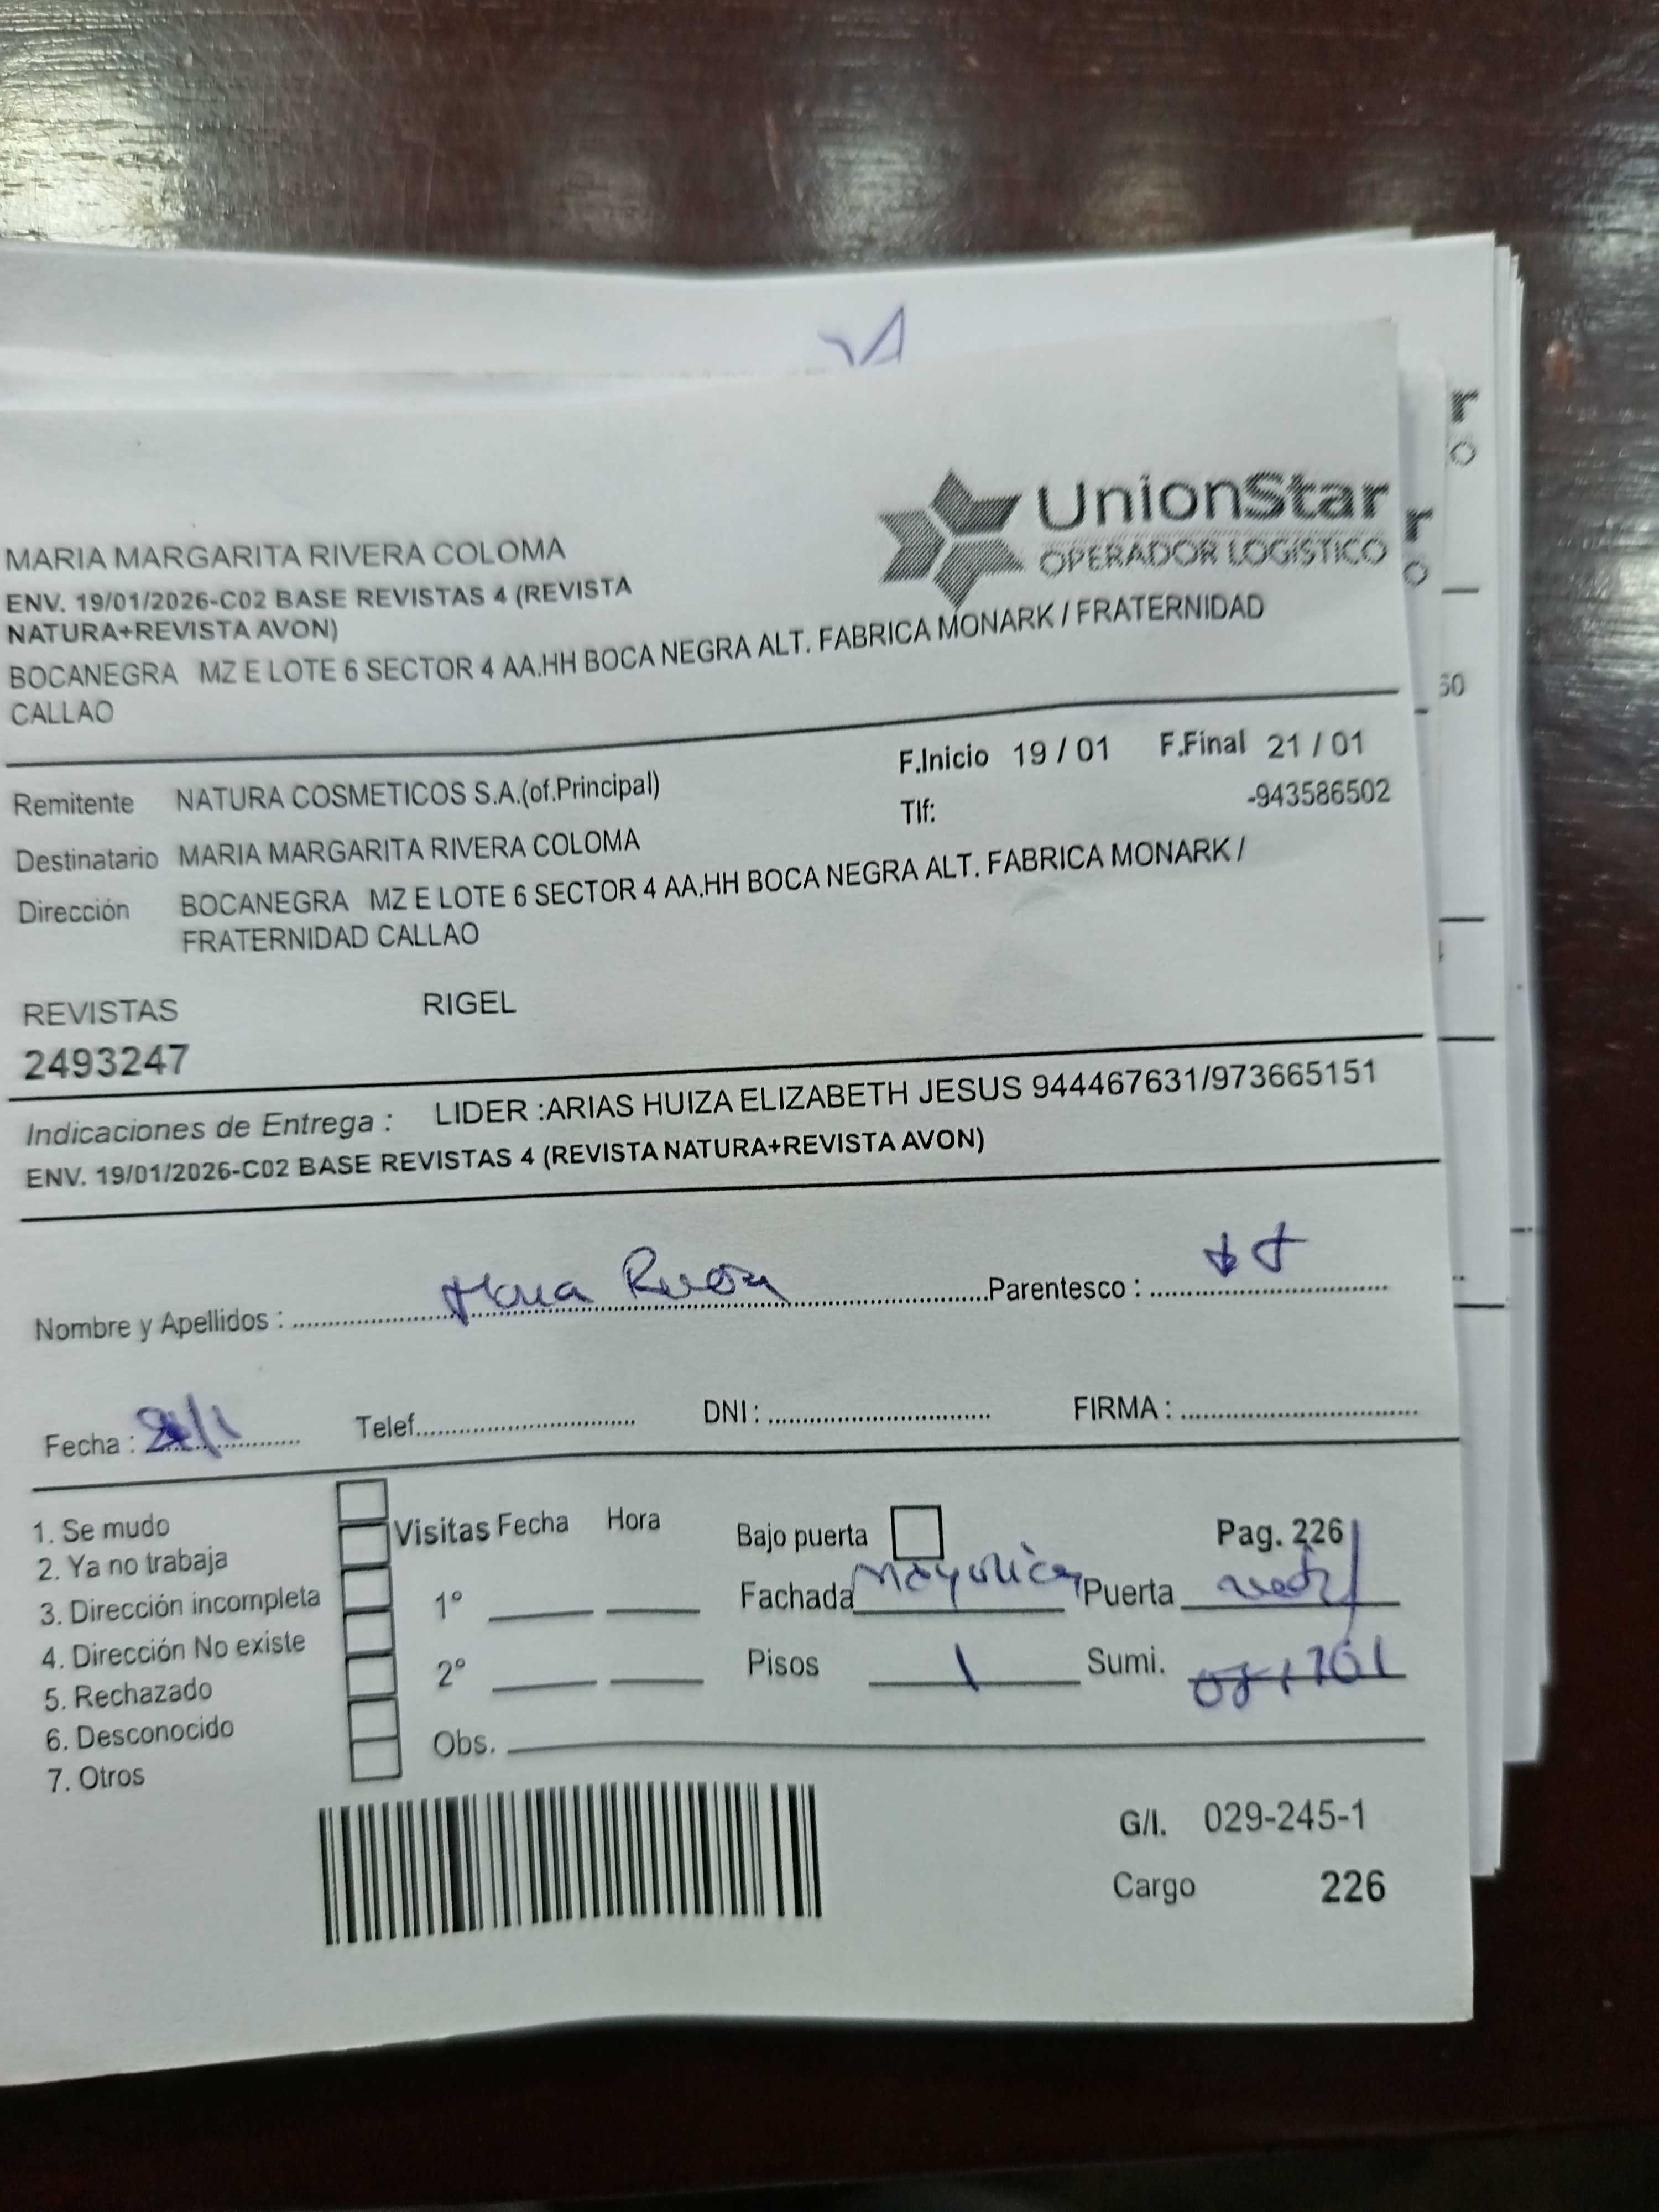 UnionStar
OPERADOR LOGÍSTICO
MARIA MARGARITA RIVERA COLOMA
ENV. 19/01/2026-C02 BASE REVISTAS 4 (REVISTA
NATURA+REVISTA AVON)
BOCANEGRA MZ E LOTE 6 SECTOR 4 AA.HH BOCA NEGRA ALT. FABRICA MONARK / FRATERNIDAD
CALLAO
F.Inicio 19 / 01 F.Final 21 / 01
Remitente NATURA COSMETICOS S.A.(of.Principal)
Tlf: -943586502
Destinatario MARIA MARGARITA RIVERA COLOMA
Dirección BOCANEGRA MZ E LOTE 6 SECTOR 4 AA.HH BOCA NEGRA ALT. FABRICA MONARK /
FRATERNIDAD CALLAO
REVISTAS RIGEL
2493247
Indicaciones de Entrega : LIDER :ARIAS HUIZA ELIZABETH JESUS 944467631/973665151
ENV. 19/01/2026-C02 BASE REVISTAS 4 (REVISTA NATURA+REVISTA AVON)
Nombre y Apellidos : Parentesco :
Fecha : Telef. DNI : FIRMA :
1. Se mudo
2. Ya no trabaja
3. Dirección incompleta
4. Dirección No existe
5. Rechazado
6. Desconocido
7. Otros
Visitas Fecha Hora
1°
2°
Obs.
Bajo puerta Pag. 226
Fachada Puerta
Pisos 1 Sumi.
G/I. 029-245-1
Cargo 226